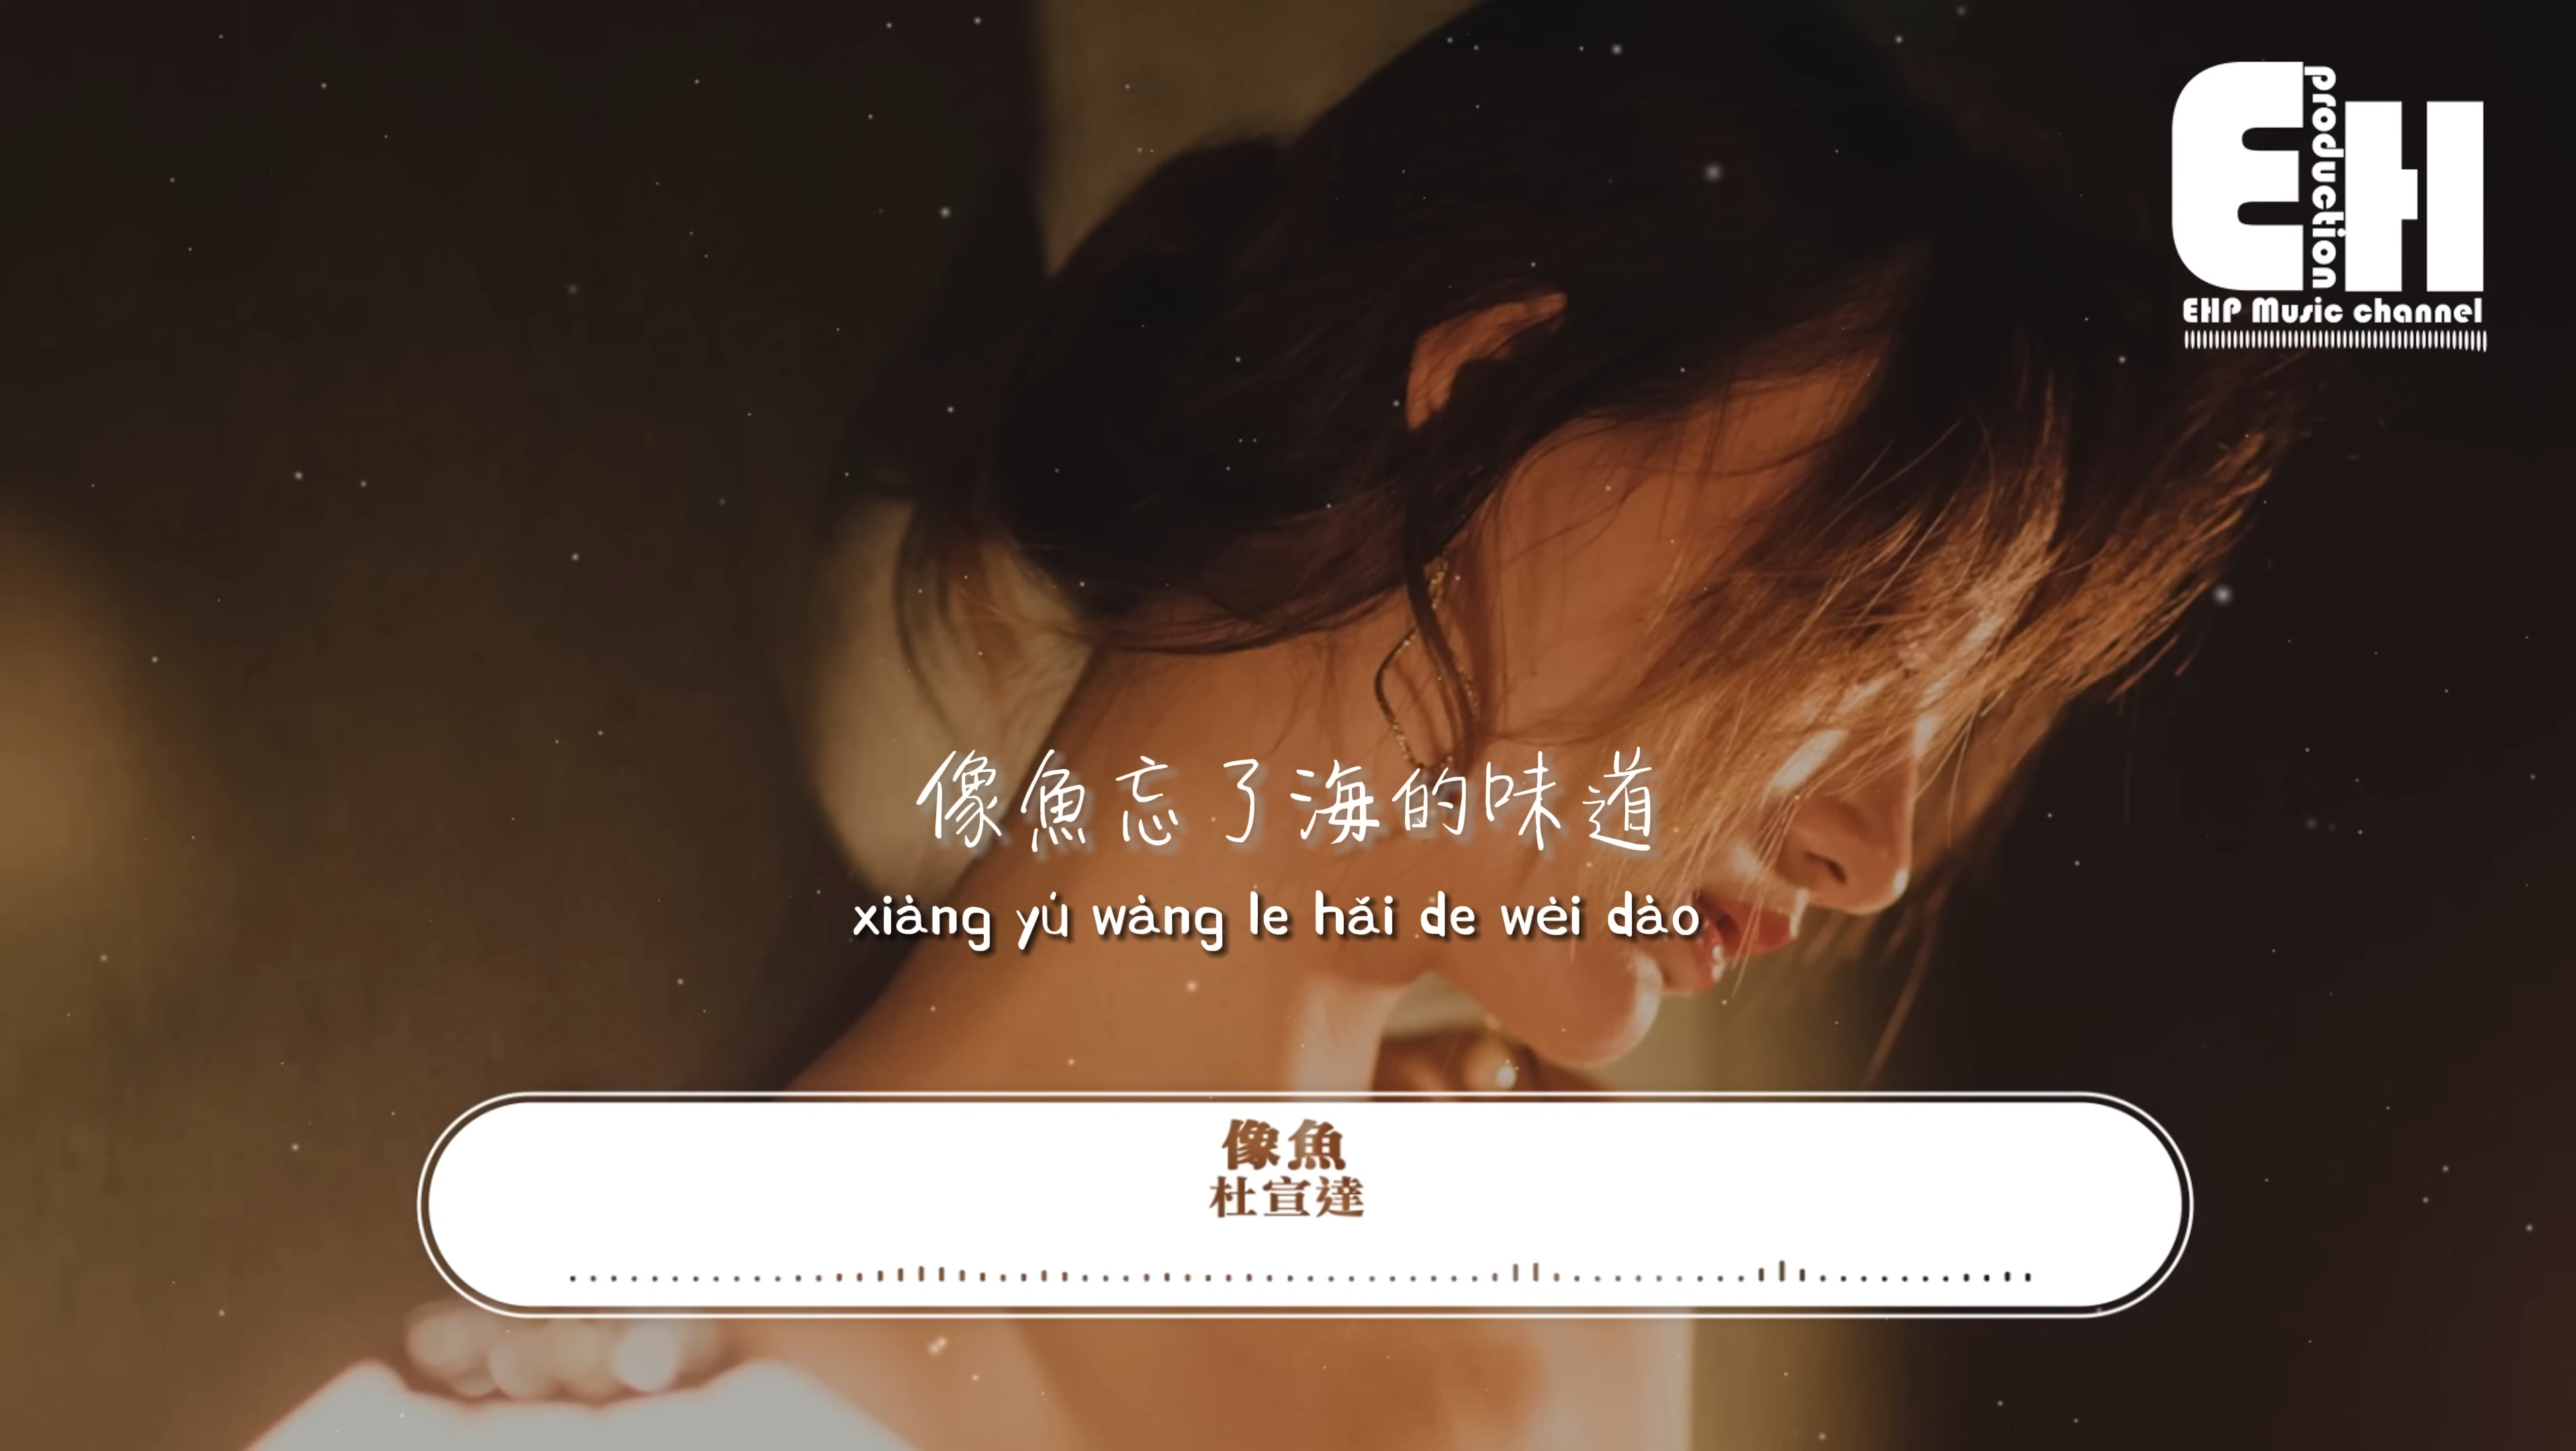 EH
production
EHP Music channel
像魚忘了海的味道
xiàng yú wàng le hǎi de wèi dào
像魚
杜宣達